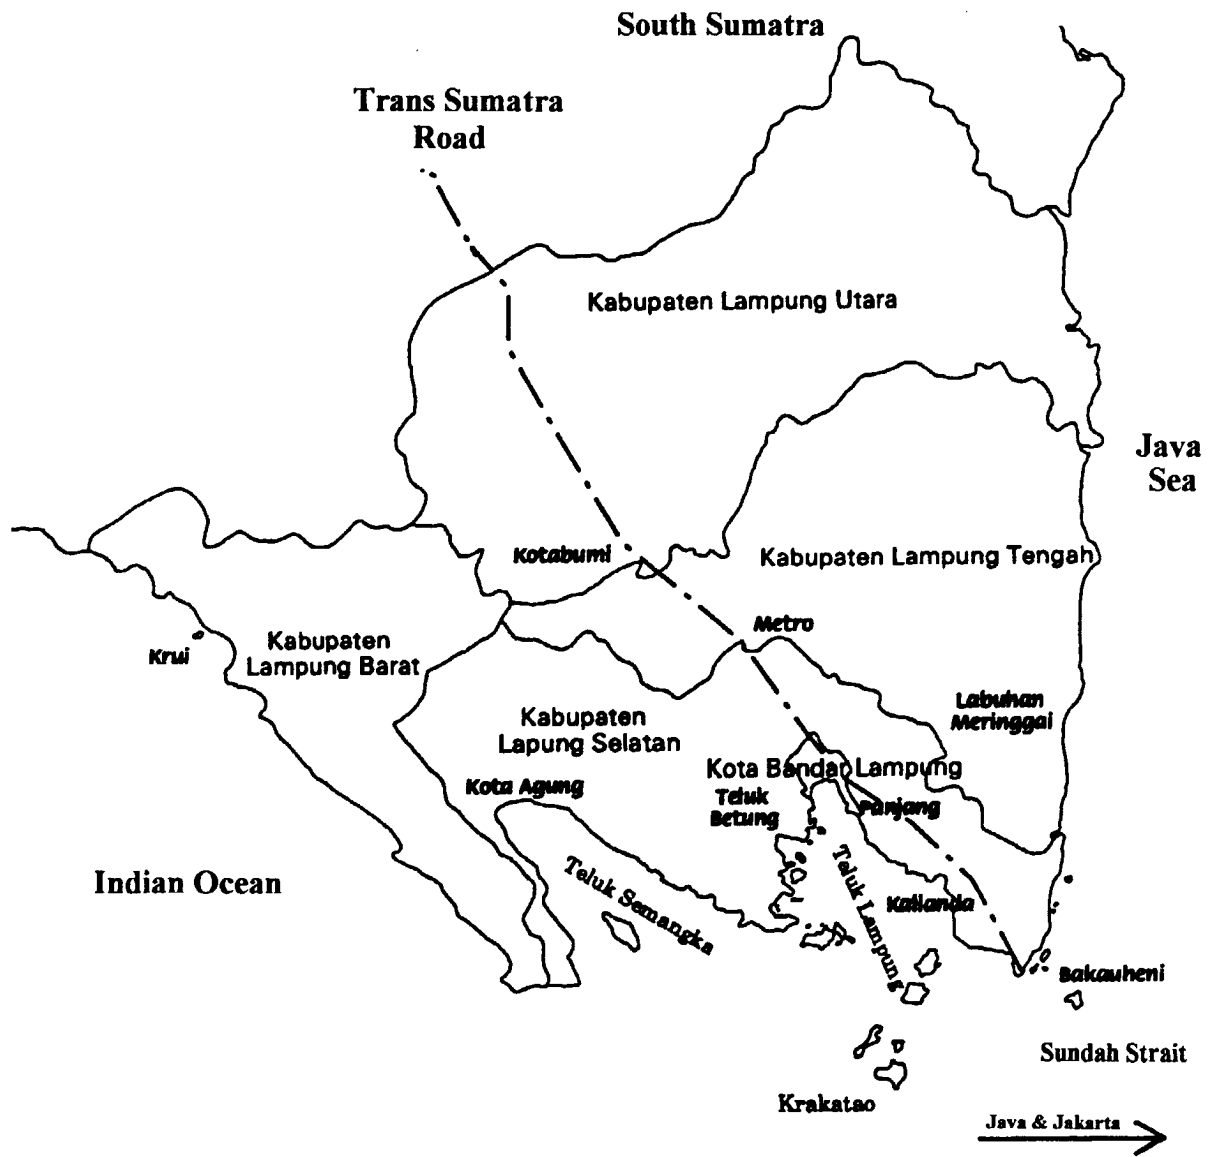 South Sumatra
Trans Sumatra
Road
Kabupaten Lampung Utara
Java
Sea
Kotabumi
Kabupaten Lampung Tengah
Metro
Krui
Kabupaten
Lampung Barat
Labuhan
Meringgai
Kabupaten
Lapung Selatan
Kota Bandar Lampung
Kota Agung
Teluk
Betung
Panjang
Teluk Semangka
Teluk Lampung
Indian Ocean
Kalianda
Bakauheni
Sundah Strait
Krakatao
Java & Jakarta